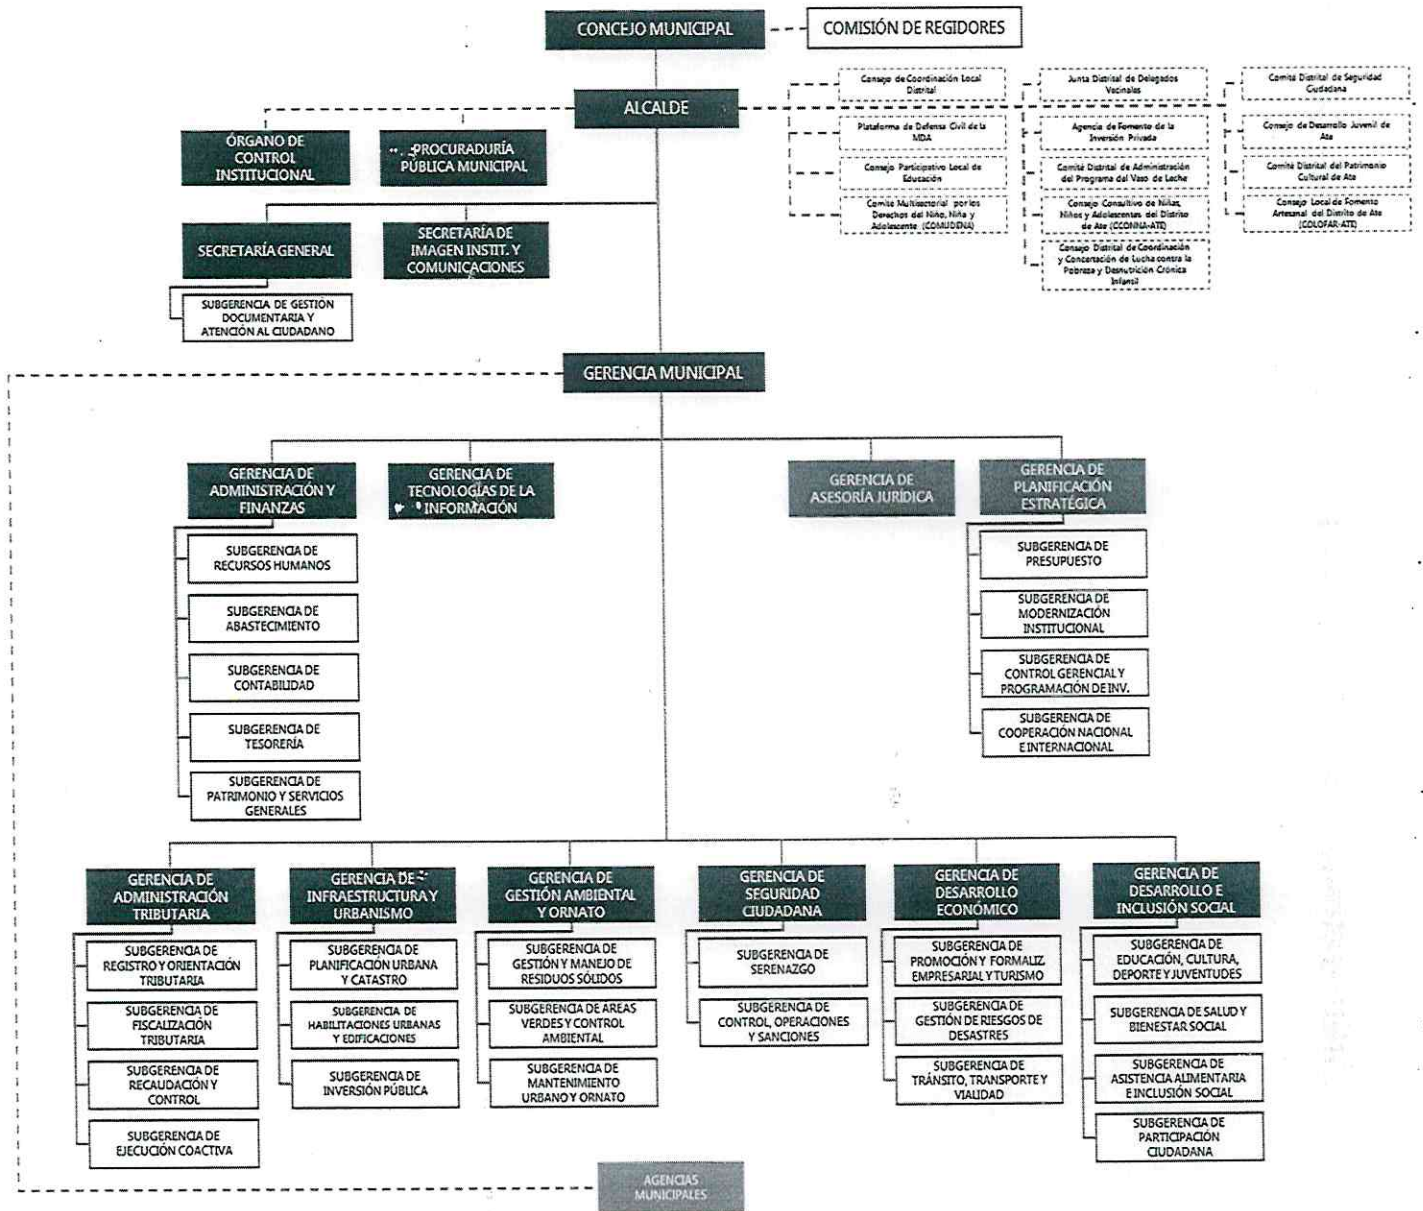 CONCEJO MUNICIPAL
COMISIÓN DE REGIDORES
ALCALDE
Consejo de Coordinación Local
Distrital
Plataforma de Defensa Civil de la
MDA
Consejo Participativo Local de
Educación
Comité Multisectorial por los
Derechos del Niño, Niña y
Adolescente (COMUDENA)
Junta Distrital de Delegados
Vecinales
Agencia de Fomento de la
Inversión Privada
Comité Distrital de Administración
del Programa del Vaso de Leche
Consejo Consultivo de Niñas,
Niños y Adolescentes del Distrito
de Ate (CCONNA-ATE)
Consejo Distrital de Coordinación
y Concertación de Lucha contra la
Pobreza y Desnutrición Crónica
Infantil
Comité Distrital de Seguridad
Ciudadana
Consejo de Desarrollo Juvenil de
Ate
Comité Distrital del Patrimonio
Cultural de Ate
Consejo Local de Fomento
Artesanal del Distrito de Ate
(COLOFAR-ATE)
ÓRGANO DE
CONTROL
INSTITUCIONAL
PROCURADURÍA
PÚBLICA MUNICIPAL
SECRETARÍA GENERAL
SECRETARÍA DE
IMAGEN INSTIT. Y
COMUNICACIONES
SUBGERENCIA DE GESTIÓN
DOCUMENTARIA Y
ATENCIÓN AL CIUDADANO
GERENCIA MUNICIPAL
GERENCIA DE
ADMINISTRACIÓN Y
FINANZAS
SUBGERENCIA DE
RECURSOS HUMANOS
SUBGERENCIA DE
ABASTECIMIENTO
SUBGERENCIA DE
CONTABILIDAD
SUBGERENCIA DE
TESORERÍA
SUBGERENCIA DE
PATRIMONIO Y SERVICIOS
GENERALES
GERENCIA DE
TECNOLOGÍAS DE LA
INFORMACIÓN
GERENCIA DE
ASESORÍA JURÍDICA
GERENCIA DE
PLANIFICACIÓN
ESTRATÉGICA
SUBGERENCIA DE
PRESUPUESTO
SUBGERENCIA DE
MODERNIZACIÓN
INSTITUCIONAL
SUBGERENCIA DE
CONTROL GERENCIAL Y
PROGRAMACIÓN DE INV.
SUBGERENCIA DE
COOPERACIÓN NACIONAL
E INTERNACIONAL
GERENCIA DE
ADMINISTRACIÓN
TRIBUTARIA
SUBGERENCIA DE
REGISTRO Y ORIENTACIÓN
TRIBUTARIA
SUBGERENCIA DE
FISCALIZACIÓN
TRIBUTARIA
SUBGERENCIA DE
RECAUDACIÓN Y
CONTROL
SUBGERENCIA DE
EJECUCIÓN COACTIVA
GERENCIA DE
INFRAESTRUCTURA Y
URBANISMO
SUBGERENCIA DE
PLANIFICACIÓN URBANA
Y CATASTRO
SUBGERENCIA DE
HABILITACIONES URBANAS
Y EDIFICACIONES
SUBGERENCIA DE
INVERSIÓN PÚBLICA
GERENCIA DE
GESTIÓN AMBIENTAL
Y ORNATO
SUBGERENCIA DE
GESTIÓN Y MANEJO DE
RESIDUOS SÓLIDOS
SUBGERENCIA DE AREAS
VERDES Y CONTROL
AMBIENTAL
SUBGERENCIA DE
MANTENIMIENTO
URBANO Y ORNATO
GERENCIA DE
SEGURIDAD
CIUDADANA
SUBGERENCIA DE
SERENAZGO
SUBGERENCIA DE
CONTROL, OPERACIONES
Y SANCIONES
GERENCIA DE
DESARROLLO
ECONÓMICO
SUBGERENCIA DE
PROMOCIÓN Y FORMALIZ.
EMPRESARIAL Y TURISMO
SUBGERENCIA DE
GESTIÓN DE RIESGOS DE
DESASTRES
SUBGERENCIA DE
TRÁNSITO, TRANSPORTE Y
VIALIDAD
GERENCIA DE
DESARROLLO E
INCLUSIÓN SOCIAL
SUBGERENCIA DE
EDUCACIÓN, CULTURA,
DEPORTE Y JUVENTUDES
SUBGERENCIA DE SALUD Y
BIENESTAR SOCIAL
SUBGERENCIA DE
ASISTENCIA ALIMENTARIA
E INCLUSIÓN SOCIAL
SUBGERENCIA DE
PARTICIPACIÓN
CIUDADANA
AGENCIAS
MUNICIPALES